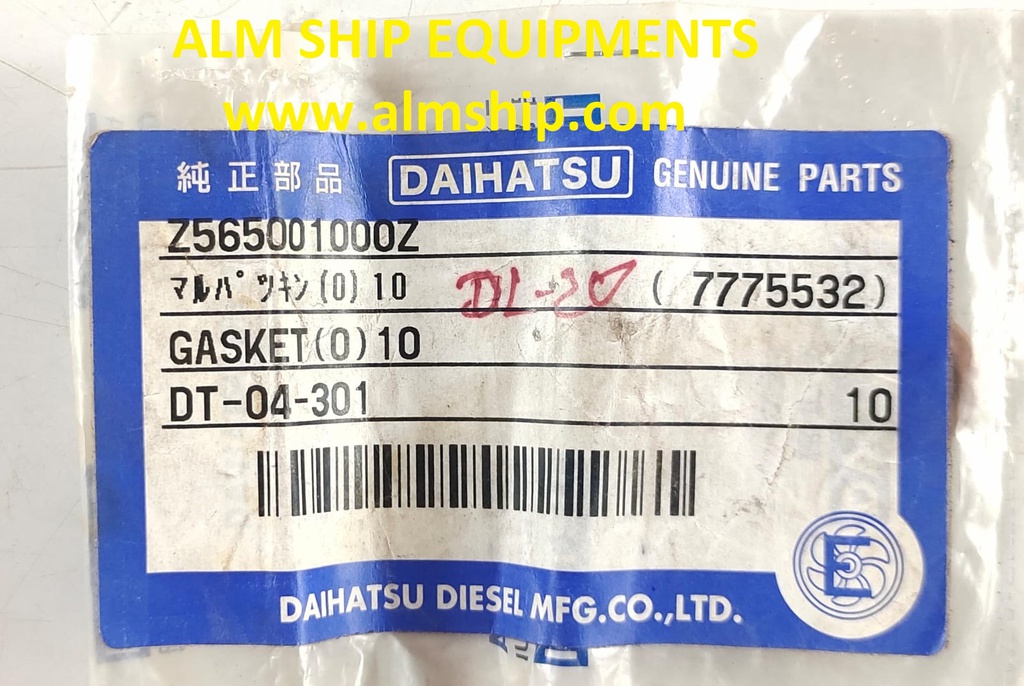 ALM SHIP EQUIPMENTS
www.almship.com
純正部品 DAIHATSU GENUINE PARTS
Z565001000Z
マルパツキン(0)10 DL-20 (7775532)
GASKET(0)10
DT-04-301 10
E
DAIHATSU DIESEL MFG.CO.,LTD.